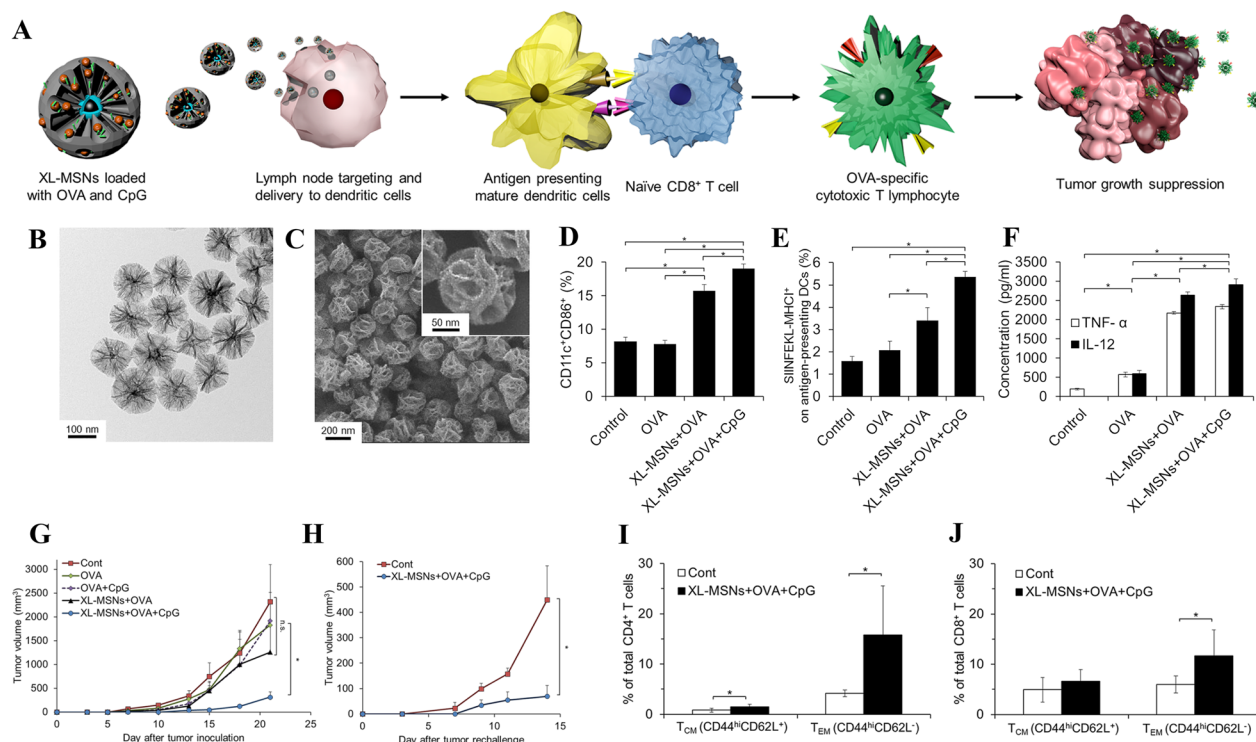 A
XL-MSNs loaded
with OVA and CpG
Lymph node targeting and
delivery to dendritic cells
Antigen presenting
mature dendritic cells
Naïve CD8⁺ T cell
OVA-specific
cytotoxic T lymphocyte
Tumor growth suppression
B
100 nm
C
50 nm
200 nm
D
CD11c⁺CD86⁺ (%)
20
15
10
5
0
* * * * *
Control
OVA
XL-MSNs+OVA
XL-MSNs+OVA+CpG
E
SIINFEKL-MHCI⁺
on antigen-presenting DCs (%)
6
5
4
3
2
1
0
* * * *
Control
OVA
XL-MSNs+OVA
XL-MSNs+OVA+CpG
F
Concentration (pg/ml)
3500
3000
2500
2000
1500
1000
500
0
TNF- α
IL-12
* * * * *
Control
OVA
XL-MSNs+OVA
XL-MSNs+OVA+CpG
G
Tumor volume (mm³)
3000
2500
2000
1500
1000
500
0
Cont
OVA
OVA+CpG
XL-MSNs+OVA
XL-MSNs+OVA+CpG
n.s.
*
0 5 10 15 20 25
Day after tumor inoculation
H
Tumor volume (mm³)
600
500
400
300
200
100
0
Cont
XL-MSNs+OVA+CpG
*
0 5 10 15
Day after tumor rechallenge
I
% of total CD4⁺ T cells
30
20
10
0
Cont
XL-MSNs+OVA+CpG
* *
T_CM (CD44ʰⁱCD62L⁺)
T_EM (CD44ʰⁱCD62L⁻)
J
% of total CD8⁺ T cells
30
20
10
0
Cont
XL-MSNs+OVA+CpG
*
T_CM (CD44ʰⁱCD62L⁺)
T_EM (CD44ʰⁱCD62L⁻)